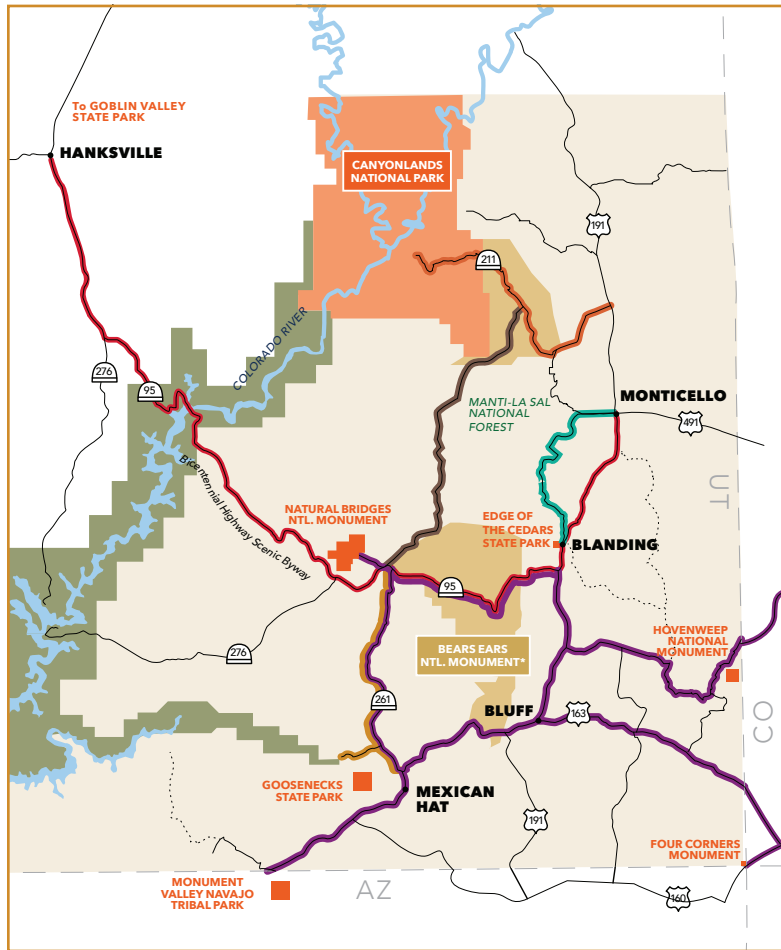 To GOBLIN VALLEY
STATE PARK
HANKSVILLE
CANYONLANDS
NATIONAL PARK
191
211
COLORADO RIVER
276
95
MANTI-LA SAL
NATIONAL
FOREST
MONTICELLO
491
UT
Bicentennial Highway Scenic Byway
NATURAL BRIDGES
NTL. MONUMENT
EDGE OF
THE CEDARS
STATE PARK
BLANDING
95
276
BEARS EARS
NTL. MONUMENT*
HOVENWEEP
NATIONAL
MONUMENT
261
BLUFF
163
CO
GOOSENECKS
STATE PARK
MEXICAN
HAT
191
FOUR CORNERS
MONUMENT
MONUMENT
VALLEY NAVAJO
TRIBAL PARK
AZ
160